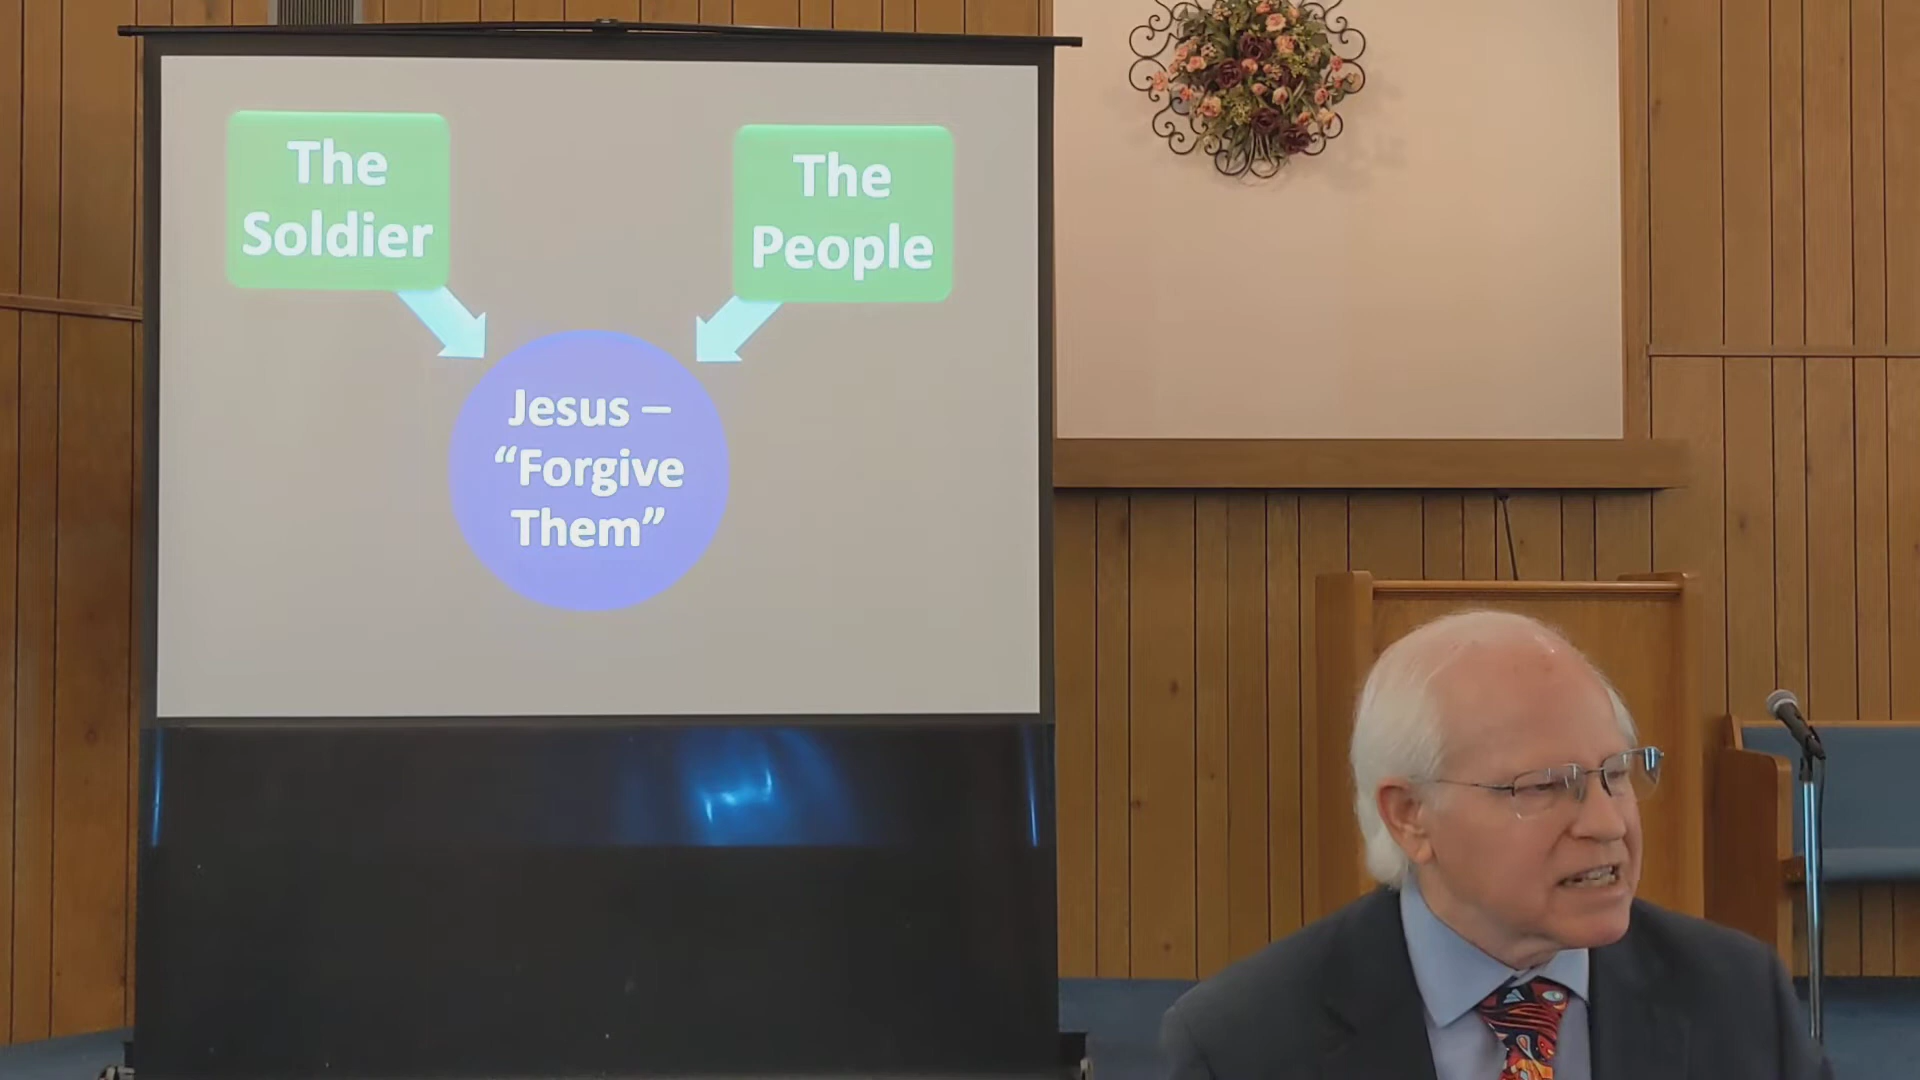 The
Soldier
The
People
Jesus –
“Forgive
Them”